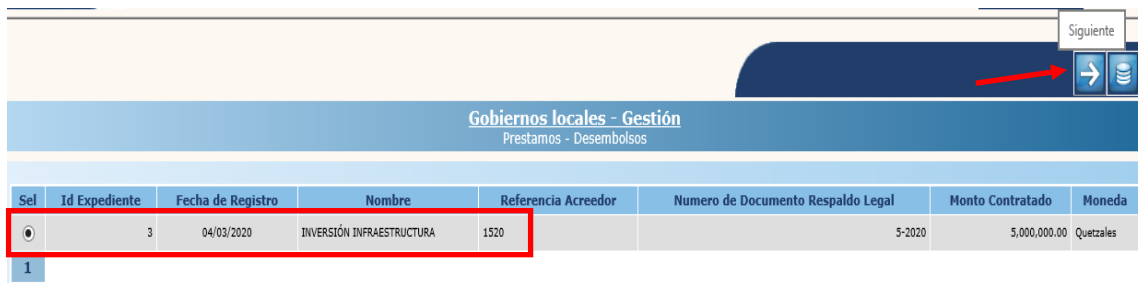 Siguiente
Gobiernos locales - Gestión
Prestamos - Desembolsos
Sel Id Expediente Fecha de Registro Nombre Referencia Acreedor Numero de Documento Respaldo Legal Monto Contratado Moneda
3 04/03/2020 INVERSIÓN INFRAESTRUCTURA 1520 5-2020 5,000,000.00 Quetzales
1